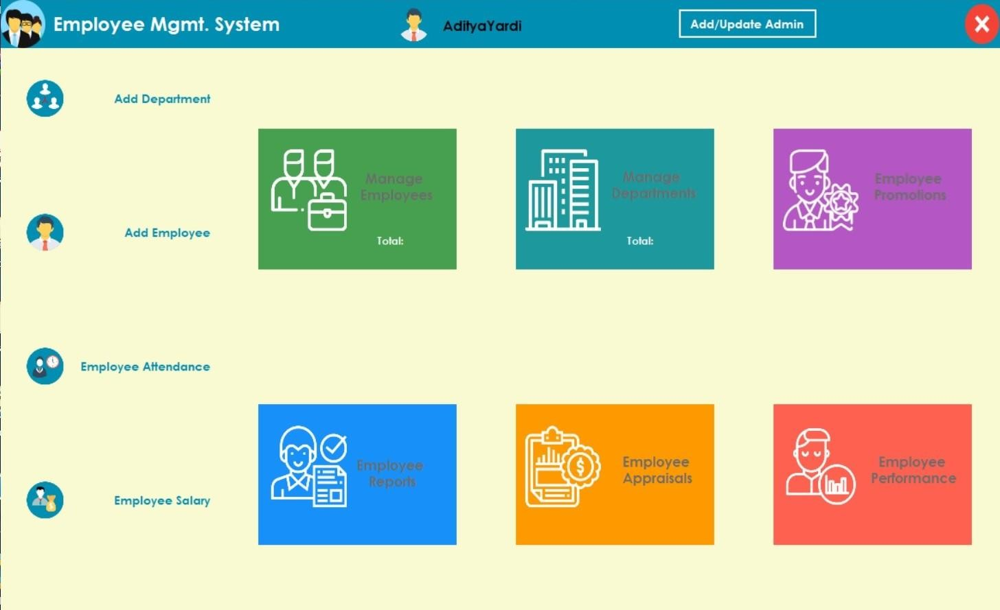 Employee Mgmt. System
AdityaYardi
Add/Update Admin
Add Department
Manage
Employees
Total:
Manage
Departments
Total:
Employee
Promotions
Add Employee
Employee Attendance
Employee
Reports
Employee
Appraisals
Employee
Performance
Employee Salary